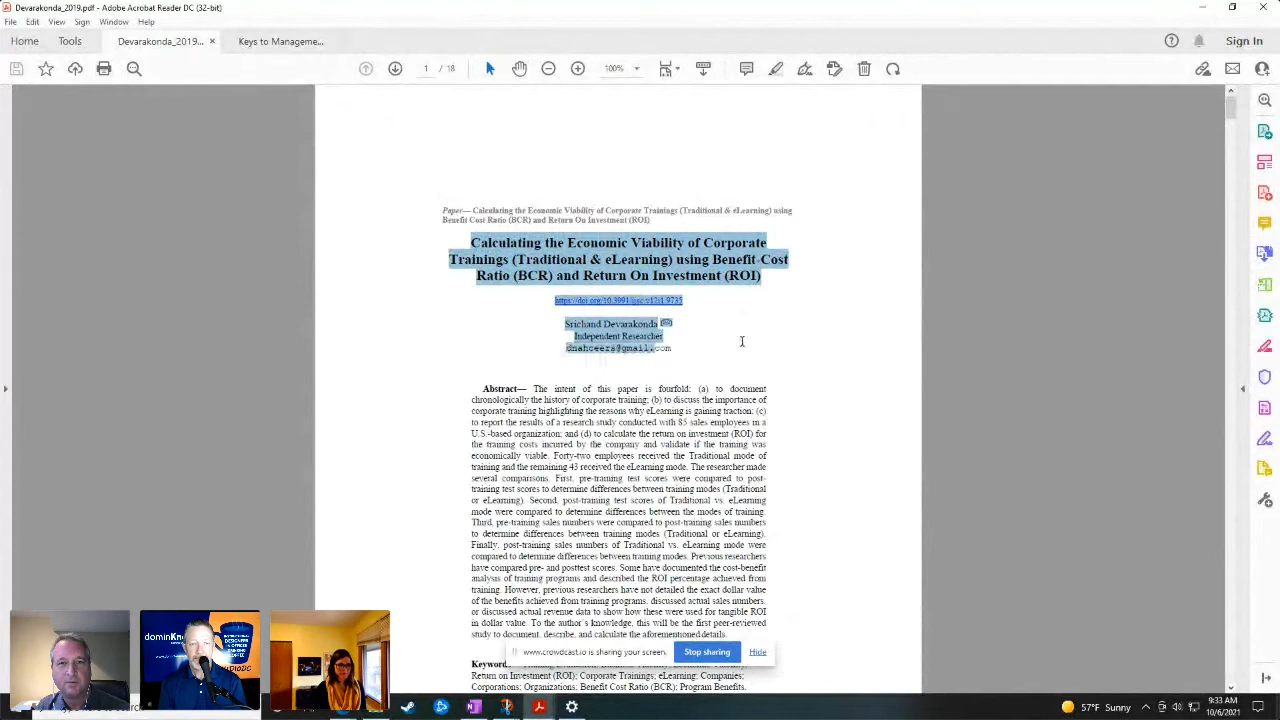 Devarakonda_2019.pdf - Adobe Acrobat Reader DC (32-bit)
File Edit View Sign Window Help
Home Tools Devarakonda_2019... × Keys to Manageme... Sign In
1 / 18 100%
Paper— Calculating the Economic Viability of Corporate Trainings (Traditional & eLearning) using
Benefit Cost Ratio (BCR) and Return On Investment (ROI)
Calculating the Economic Viability of Corporate
Trainings (Traditional & eLearning) using Benefit-Cost
Ratio (BCR) and Return On Investment (ROI)
https://doi.org/10.3991/ijac.v12i1.9735
Srichand Devarakonda
Independent Researcher
dnahceers@gmail.com
Abstract— The intent of this paper is fourfold: (a) to document
chronologically the history of corporate training; (b) to discuss the importance of
corporate training highlighting the reasons why eLearning is gaining traction; (c)
to report the results of a research study conducted with 85 sales employees in a
U.S.-based organization; and (d) to calculate the return on investment (ROI) for
the training costs incurred by the company and validate if the training was
economically viable. Forty-two employees received the Traditional mode of
training and the remaining 43 received the eLearning mode. The researcher made
several comparisons. First, pre-training test scores were compared to post-
training test scores to determine differences between training modes (Traditional
or eLearning). Second, post-training test scores of Traditional vs. eLearning
mode were compared to determine differences between the modes of training.
Third, pre-training sales numbers were compared to post-training sales numbers
to determine differences between training modes (Traditional or eLearning).
Finally, post-training sales numbers of Traditional vs. eLearning mode were
compared to determine differences between training modes. Previous researchers
have compared pre- and posttest scores. Some have documented the cost-benefit
analysis of training programs and described the ROI percentage achieved from
training. However, previous researchers have not detailed the exact dollar value
of the benefits achieved from training programs, discussed actual sales numbers,
or discussed actual revenue data to show how these were used for tangible ROI
in dollar value. To the author's knowledge, this will be the first peer-reviewed
study to document, describe, and calculate the aforementioned details.
www.crowdcast.io is sharing your screen. Stop sharing Hide
Return on Investment (ROI); Corporate Trainings; eLearning; Companies;
Corporations; Organizations; Benefit Cost Ratio (BCR); Program Benefits.
57°F Sunny 9:33 AM
10/6/2021